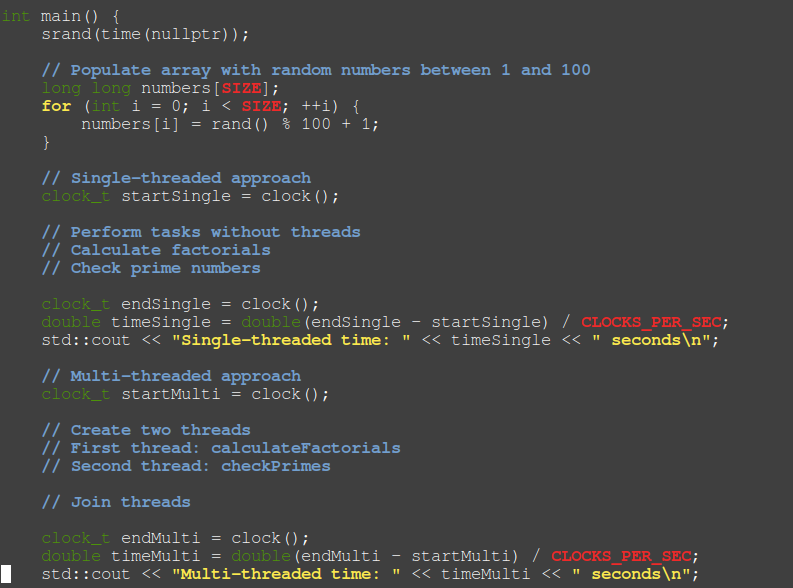 int main() {
    srand(time(nullptr));

    // Populate array with random numbers between 1 and 100
    long long numbers[SIZE];
    for (int i = 0; i < SIZE; ++i) {
        numbers[i] = rand() % 100 + 1;
    }

    // Single-threaded approach
    clock_t startSingle = clock();

    // Perform tasks without threads
    // Calculate factorials
    // Check prime numbers

    clock_t endSingle = clock();
    double timeSingle = double(endSingle - startSingle) / CLOCKS_PER_SEC;
    std::cout << "Single-threaded time: " << timeSingle << " seconds\n";

    // Multi-threaded approach
    clock_t startMulti = clock();

    // Create two threads
    // First thread: calculateFactorials
    // Second thread: checkPrimes

    // Join threads

    clock_t endMulti = clock();
    double timeMulti = double(endMulti - startMulti) / CLOCKS_PER_SEC;
    std::cout << "Multi-threaded time: " << timeMulti << " seconds\n";